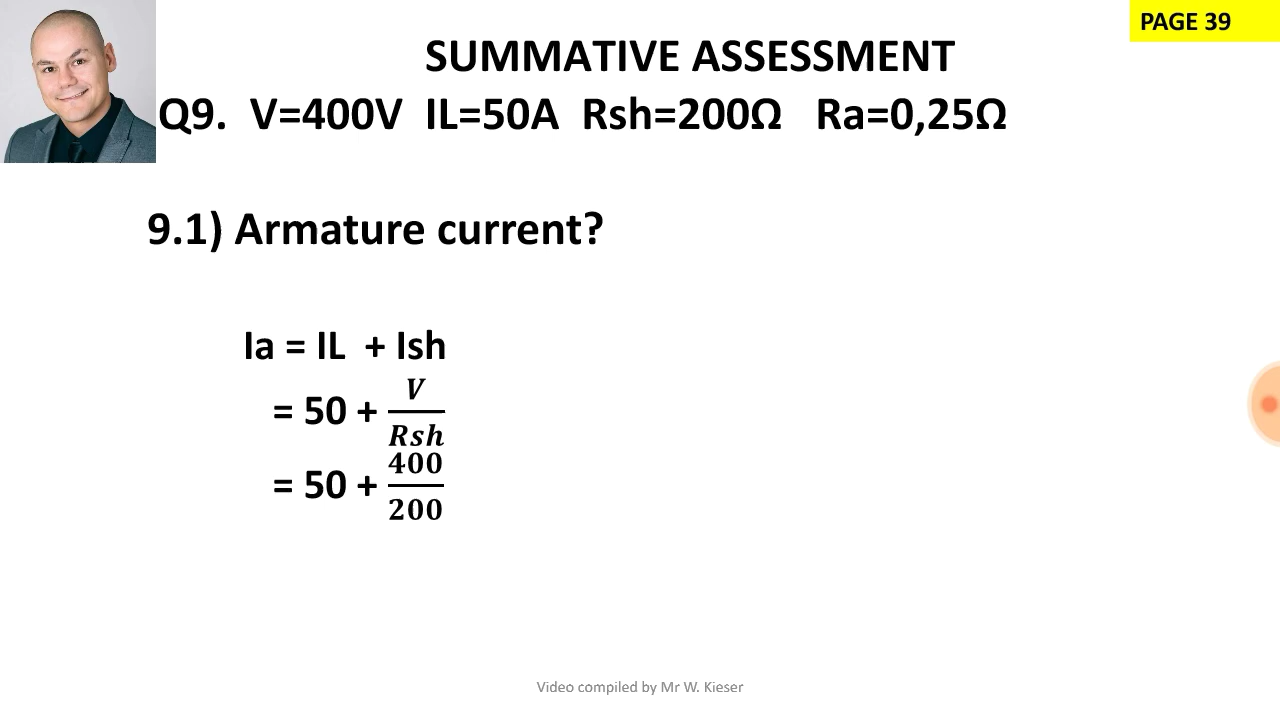 PAGE 39
SUMMATIVE ASSESSMENT
Q9. V=400V IL=50A Rsh=200Ω Ra=0,25Ω
9.1) Armature current?
Ia = IL + Ish
= 50 + V/Rsh
= 50 + 400/200
Video compiled by Mr W. Kieser